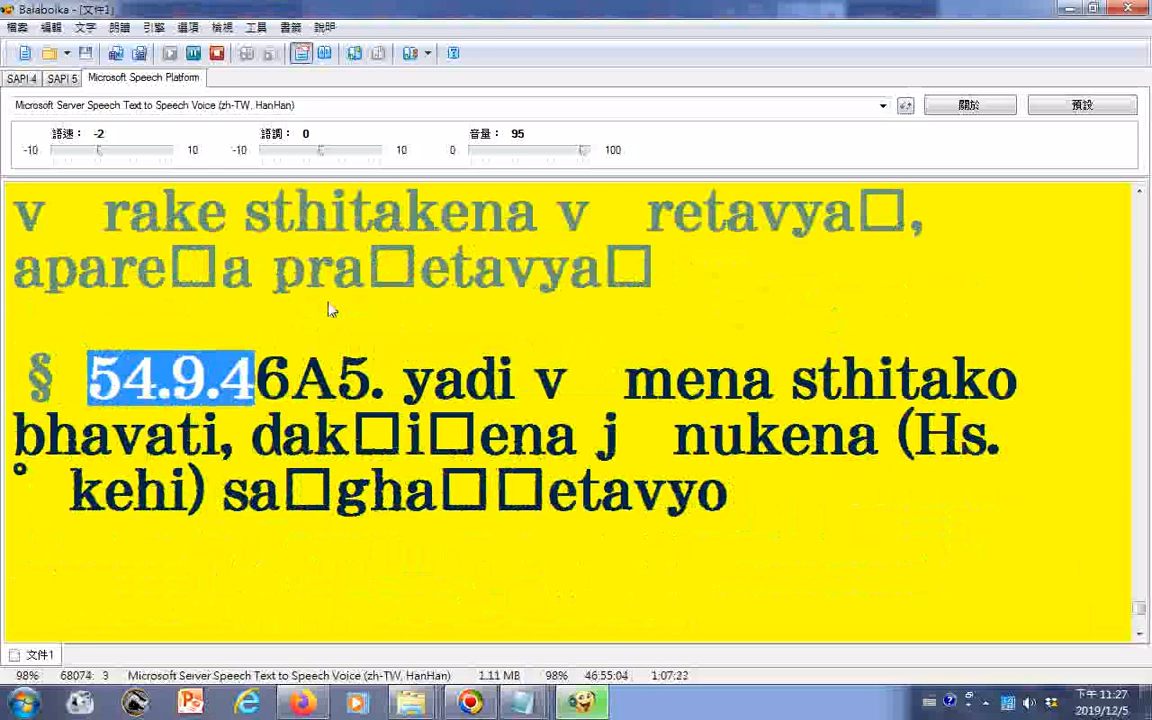 Balabolka - [文件1]
檔案 編輯 文字 朗讀 引擎 選項 檢視 工具 書籤 說明
SAPI 4 SAPI 5 Microsoft Speech Platform
Microsoft Server Speech Text to Speech Voice (zh-TW, HanHan) 關於 預設
語速： -2 語調： 0 音量： 95
-10 10 -10 10 0 100
v rake sthitakena v retavya□,
apare□a pra□etavya□
§ 54.9.46A5. yadi v mena sthitako
bhavati, dak□i□ena j nukena (Hs.
° kehi) sa□gha□□etavyo
文件1
98% 68074: 3 Microsoft Server Speech Text to Speech Voice (zh-TW, HanHan) 1.11 MB 98% 46:55:04 1:07:23
下午 11:27
2019/12/5